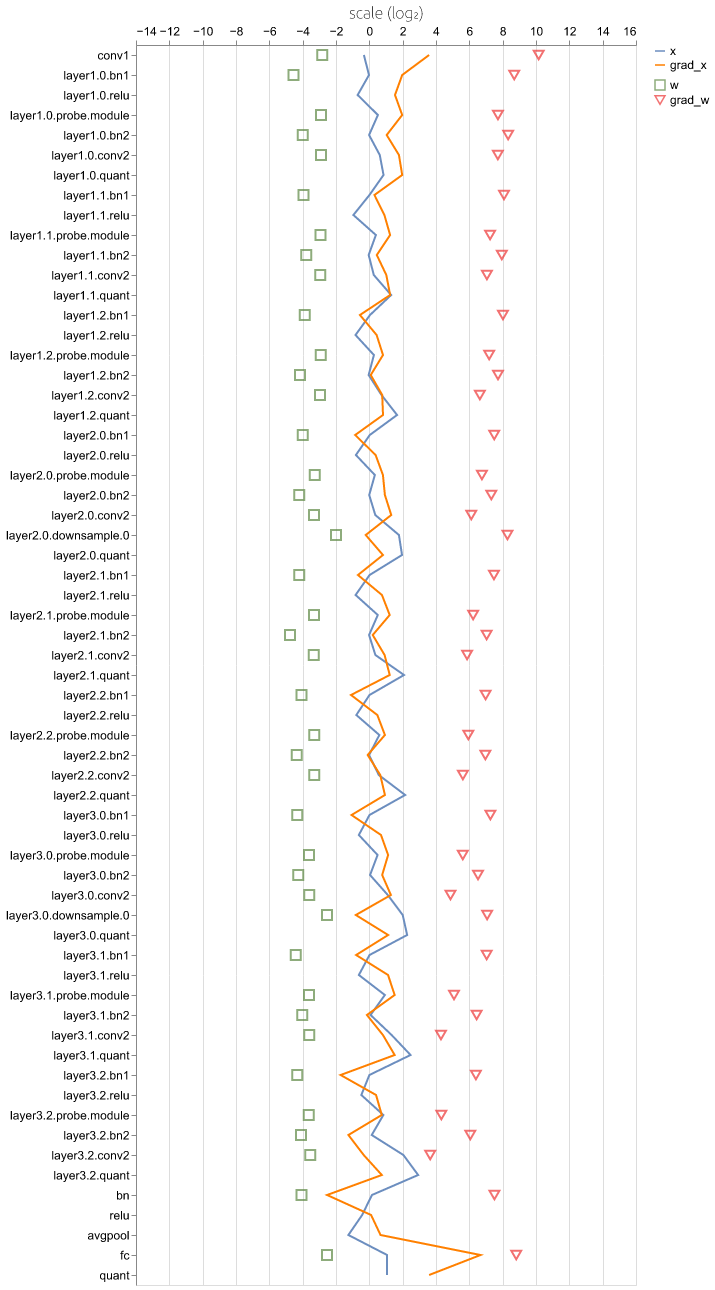 scale (log₂)
−14 −12 −10 −8 −6 −4 −2 0 2 4 6 8 10 12 14 16
x
grad_x
w
grad_w
conv1
layer1.0.bn1
layer1.0.relu
layer1.0.probe.module
layer1.0.bn2
layer1.0.conv2
layer1.0.quant
layer1.1.bn1
layer1.1.relu
layer1.1.probe.module
layer1.1.bn2
layer1.1.conv2
layer1.1.quant
layer1.2.bn1
layer1.2.relu
layer1.2.probe.module
layer1.2.bn2
layer1.2.conv2
layer1.2.quant
layer2.0.bn1
layer2.0.relu
layer2.0.probe.module
layer2.0.bn2
layer2.0.conv2
layer2.0.downsample.0
layer2.0.quant
layer2.1.bn1
layer2.1.relu
layer2.1.probe.module
layer2.1.bn2
layer2.1.conv2
layer2.1.quant
layer2.2.bn1
layer2.2.relu
layer2.2.probe.module
layer2.2.bn2
layer2.2.conv2
layer2.2.quant
layer3.0.bn1
layer3.0.relu
layer3.0.probe.module
layer3.0.bn2
layer3.0.conv2
layer3.0.downsample.0
layer3.0.quant
layer3.1.bn1
layer3.1.relu
layer3.1.probe.module
layer3.1.bn2
layer3.1.conv2
layer3.1.quant
layer3.2.bn1
layer3.2.relu
layer3.2.probe.module
layer3.2.bn2
layer3.2.conv2
layer3.2.quant
bn
relu
avgpool
fc
quant